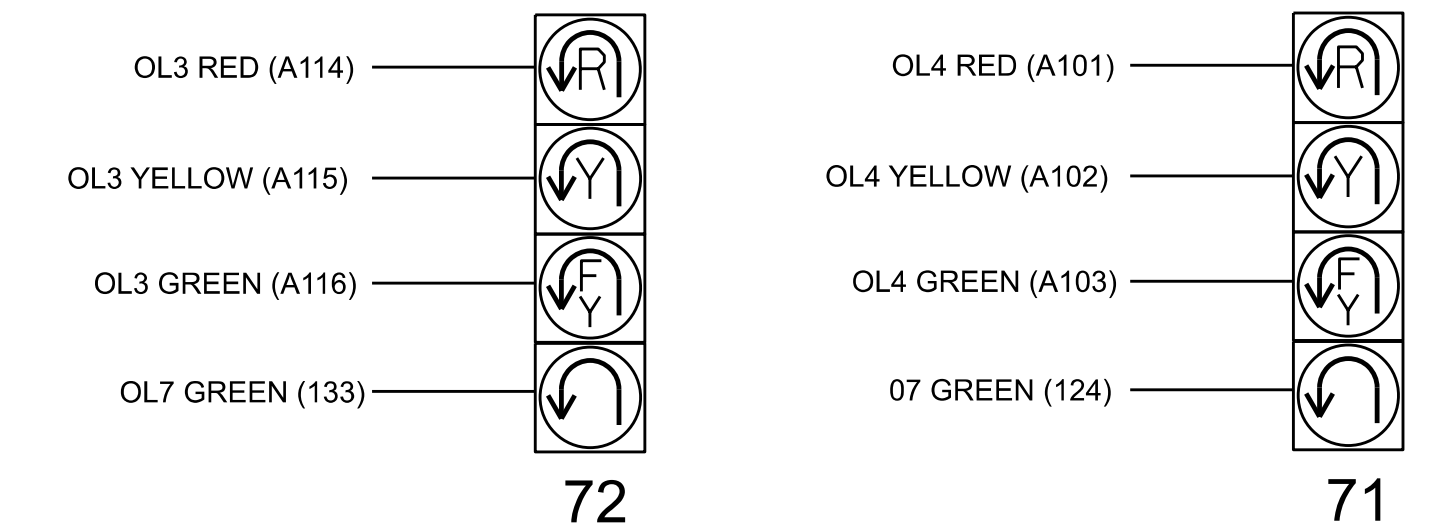 OL3 RED (A114)
R
OL3 YELLOW (A115)
Y
OL3 GREEN (A116)
F
Y
OL7 GREEN (133)
72
OL4 RED (A101)
R
OL4 YELLOW (A102)
Y
OL4 GREEN (A103)
F
Y
07 GREEN (124)
71